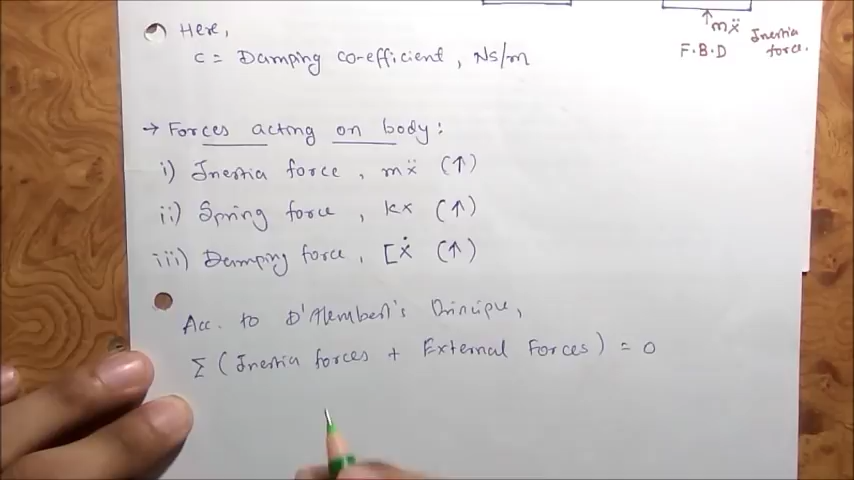 Here,
c = Damping co-efficient, Ns/m
↑mẍ Inertia force.
F.B.D
→ Forces acting on body:
i) Inertia force, mẍ (↑)
ii) Spring force, kx (↑)
iii) Damping force, [ẋ (↑)
Acc. to D'Alembert's Principle,
Σ (Inertia forces + External Forces) = 0